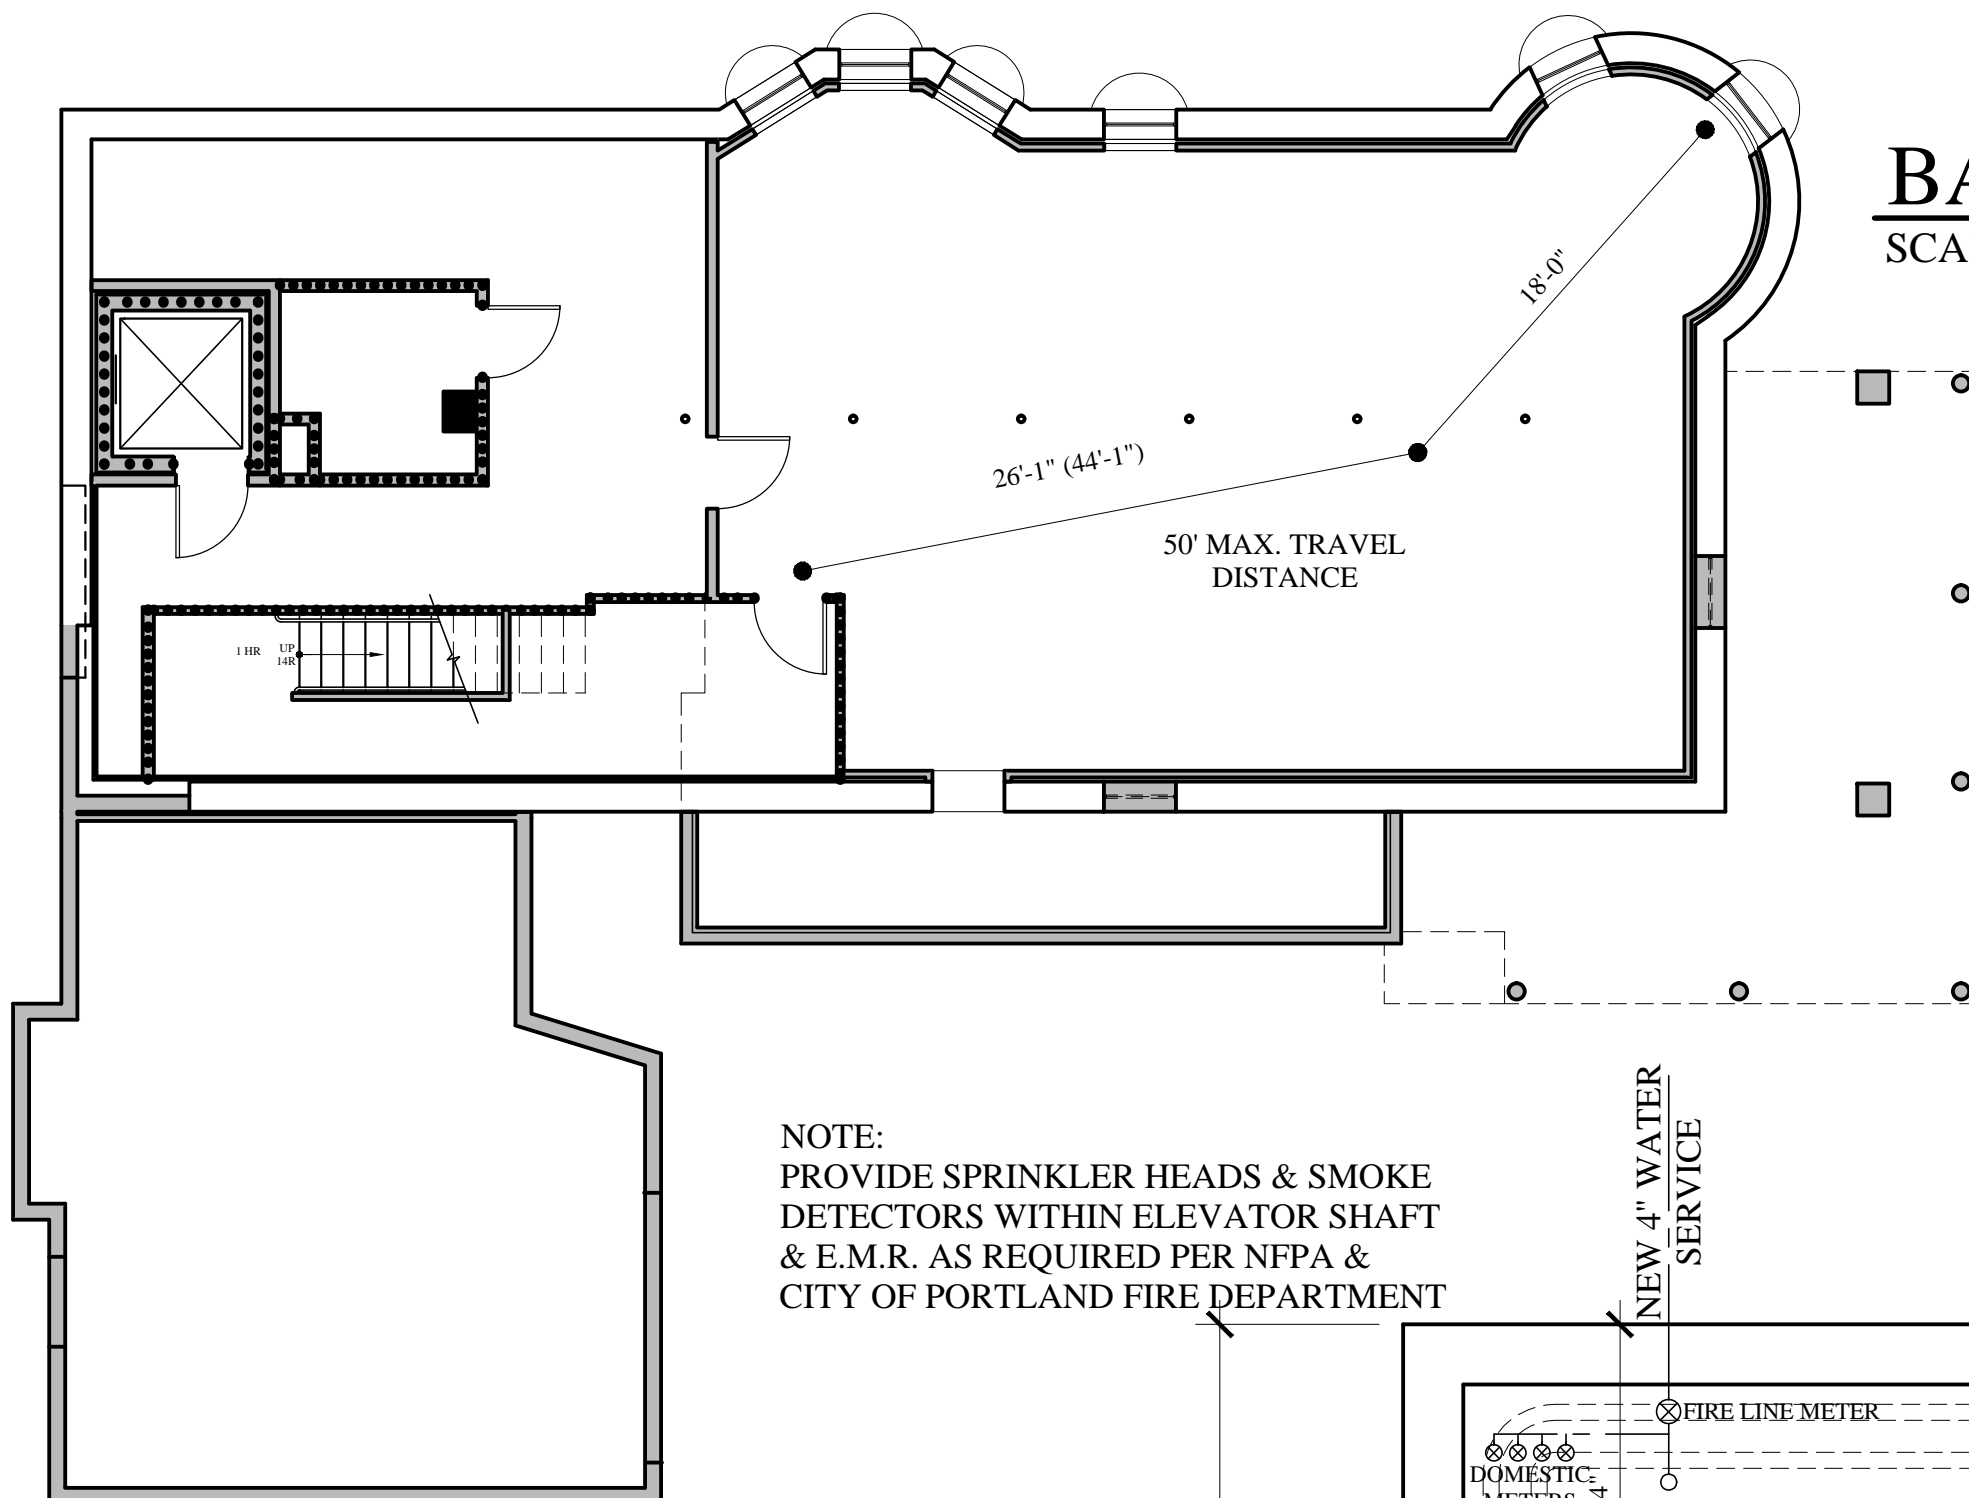 BA
SCA
18'-0"
26'-1" (44'-1")
50' MAX. TRAVEL
DISTANCE
1 HR
UP
14R
NOTE:
PROVIDE SPRINKLER HEADS & SMOKE
DETECTORS WITHIN ELEVATOR SHAFT
& E.M.R. AS REQUIRED PER NFPA &
CITY OF PORTLAND FIRE DEPARTMENT
NEW 4" WATER
SERVICE
FIRE LINE METER
DOMESTIC
METERS
4"